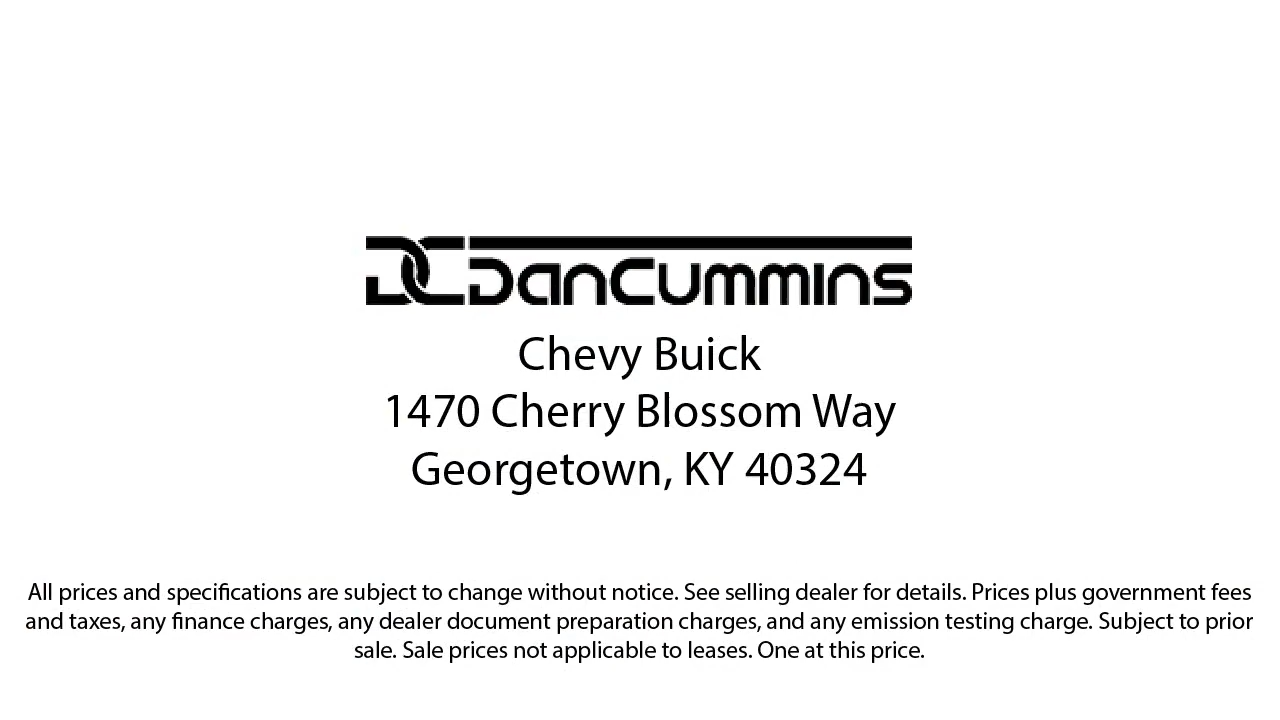 DC DanCummins
Chevy Buick
1470 Cherry Blossom Way
Georgetown, KY 40324
All prices and specifications are subject to change without notice. See selling dealer for details. Prices plus government fees
and taxes, any finance charges, any dealer document preparation charges, and any emission testing charge. Subject to prior
sale. Sale prices not applicable to leases. One at this price.